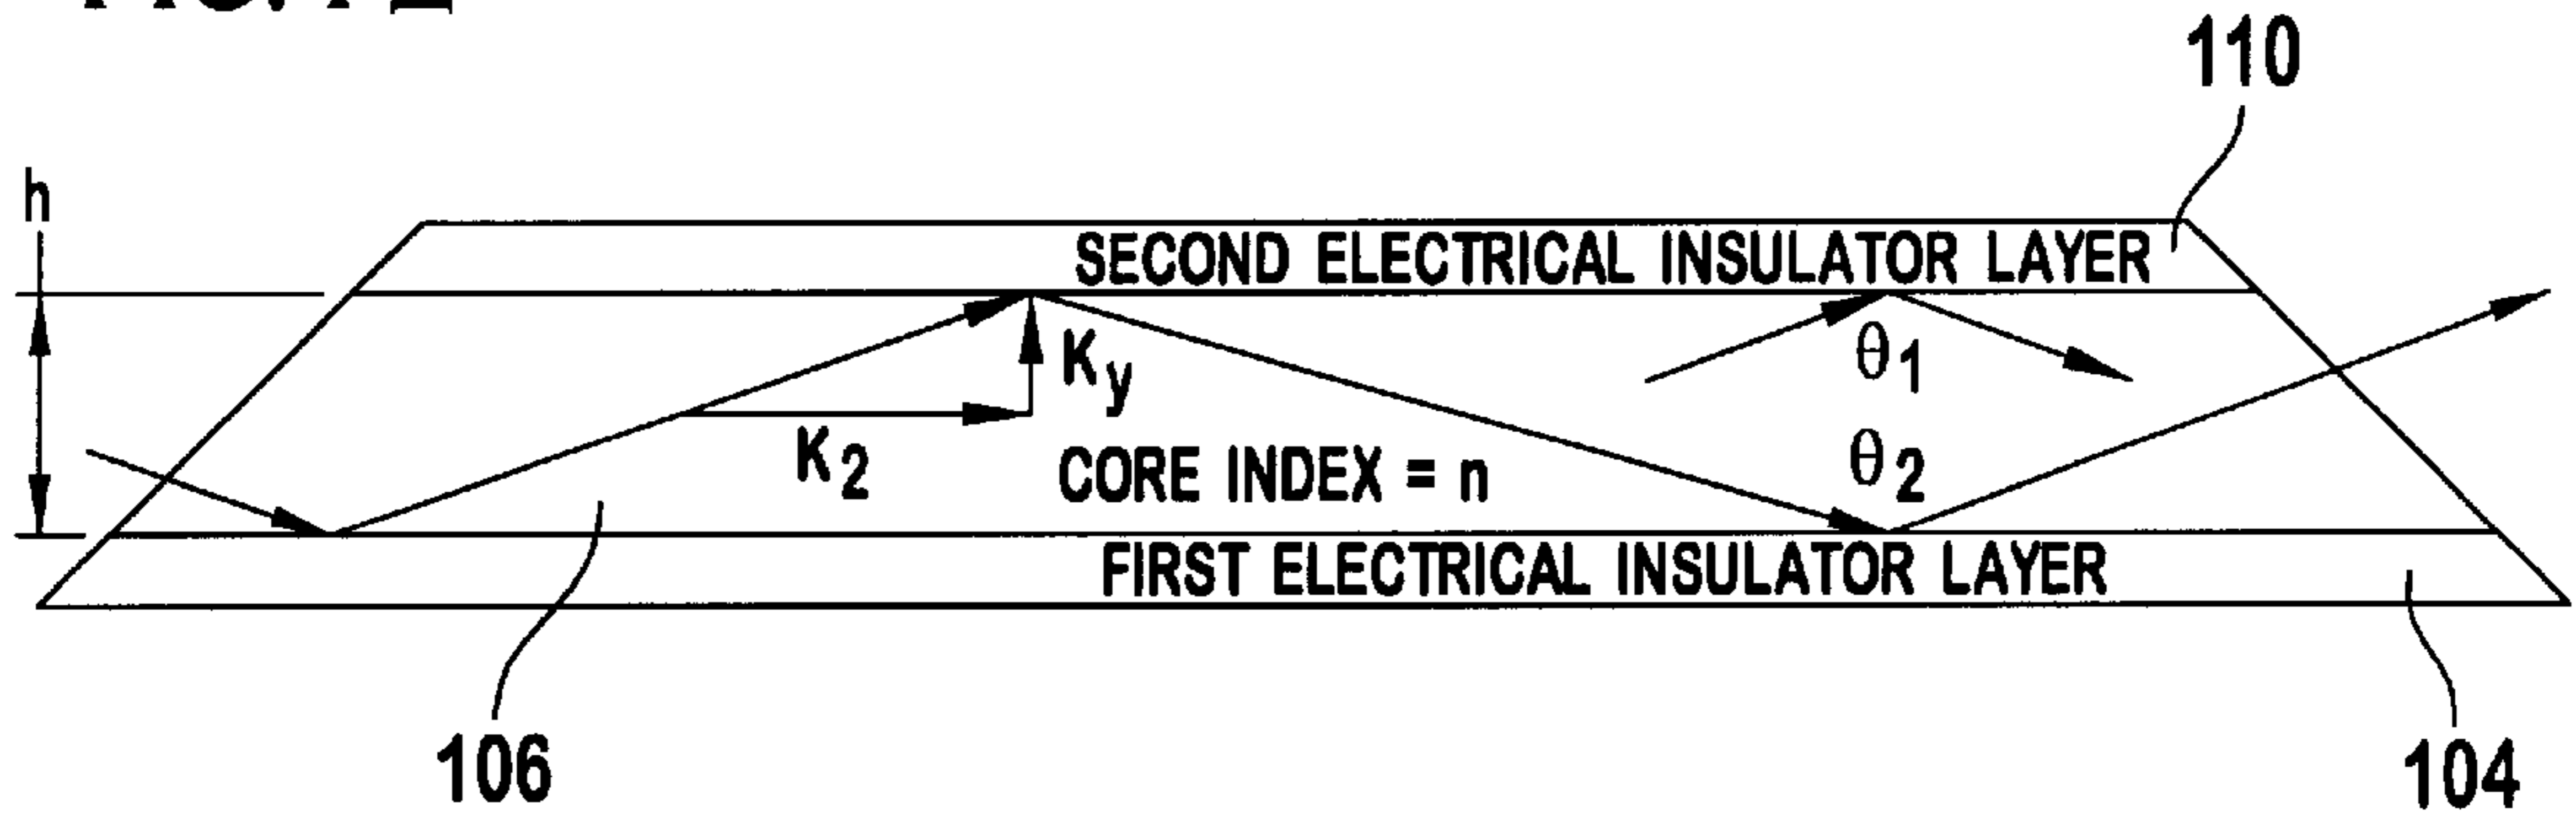 110
h
SECOND ELECTRICAL INSULATOR LAYER
Ky
θ1
K2
CORE INDEX = n
θ2
FIRST ELECTRICAL INSULATOR LAYER
106
104